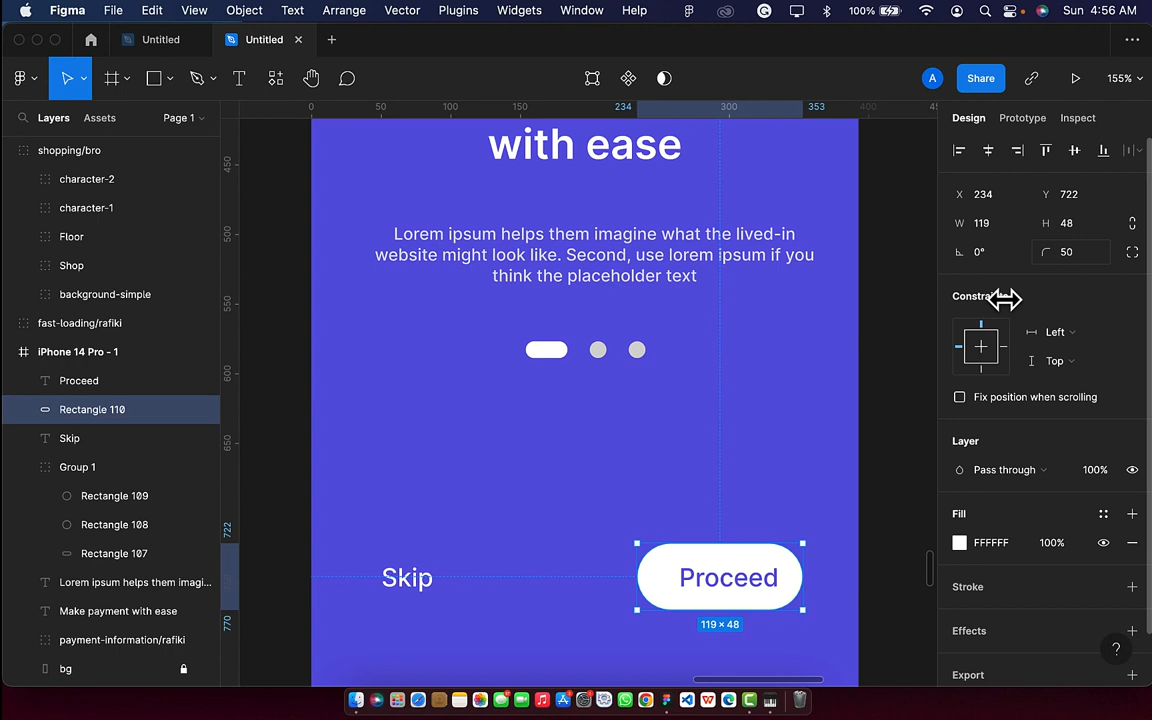 Figma File Edit View Object Text Arrange Vector Plugins Widgets Window Help 100% Sun 4:56 AM
Untitled Untitled
A Share 155%
Layers Assets Page 1
0 50 100 150 234 300 353 400 45
Design Prototype Inspect
shopping/bro
character-2
character-1
Floor
Shop
background-simple
fast-loading/rafiki
iPhone 14 Pro - 1
Proceed
Rectangle 110
Skip
Group 1
Rectangle 109
Rectangle 108
Rectangle 107
Lorem ipsum helps them imagi...
Make payment with ease
payment-information/rafiki
bg
450
500
550
600
650
722
770
with ease
Lorem ipsum helps them imagine what the lived-in
website might look like. Second, use lorem ipsum if you
think the placeholder text
Skip
Proceed
119 × 48
X 234 Y 722
W 119 H 48
0° 50
Left
Top
Fix position when scrolling
Layer
Pass through 100%
Fill
FFFFFF 100%
Stroke
Effects
?
Export